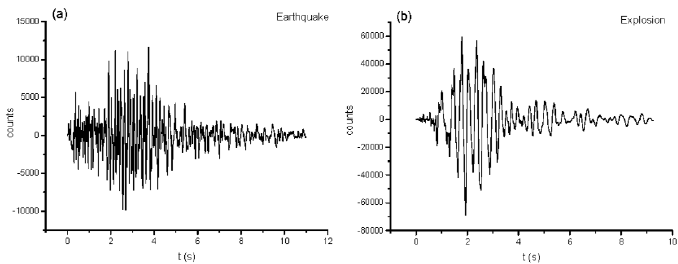 (a)
Earthquake
15000
10000
5000
0
-5000
-10000
counts
0 2 4 6 8 10 12
t (s)
(b)
Explosion
60000
40000
20000
0
-20000
-40000
-60000
-80000
counts
0 2 4 6 8 10
t (s)